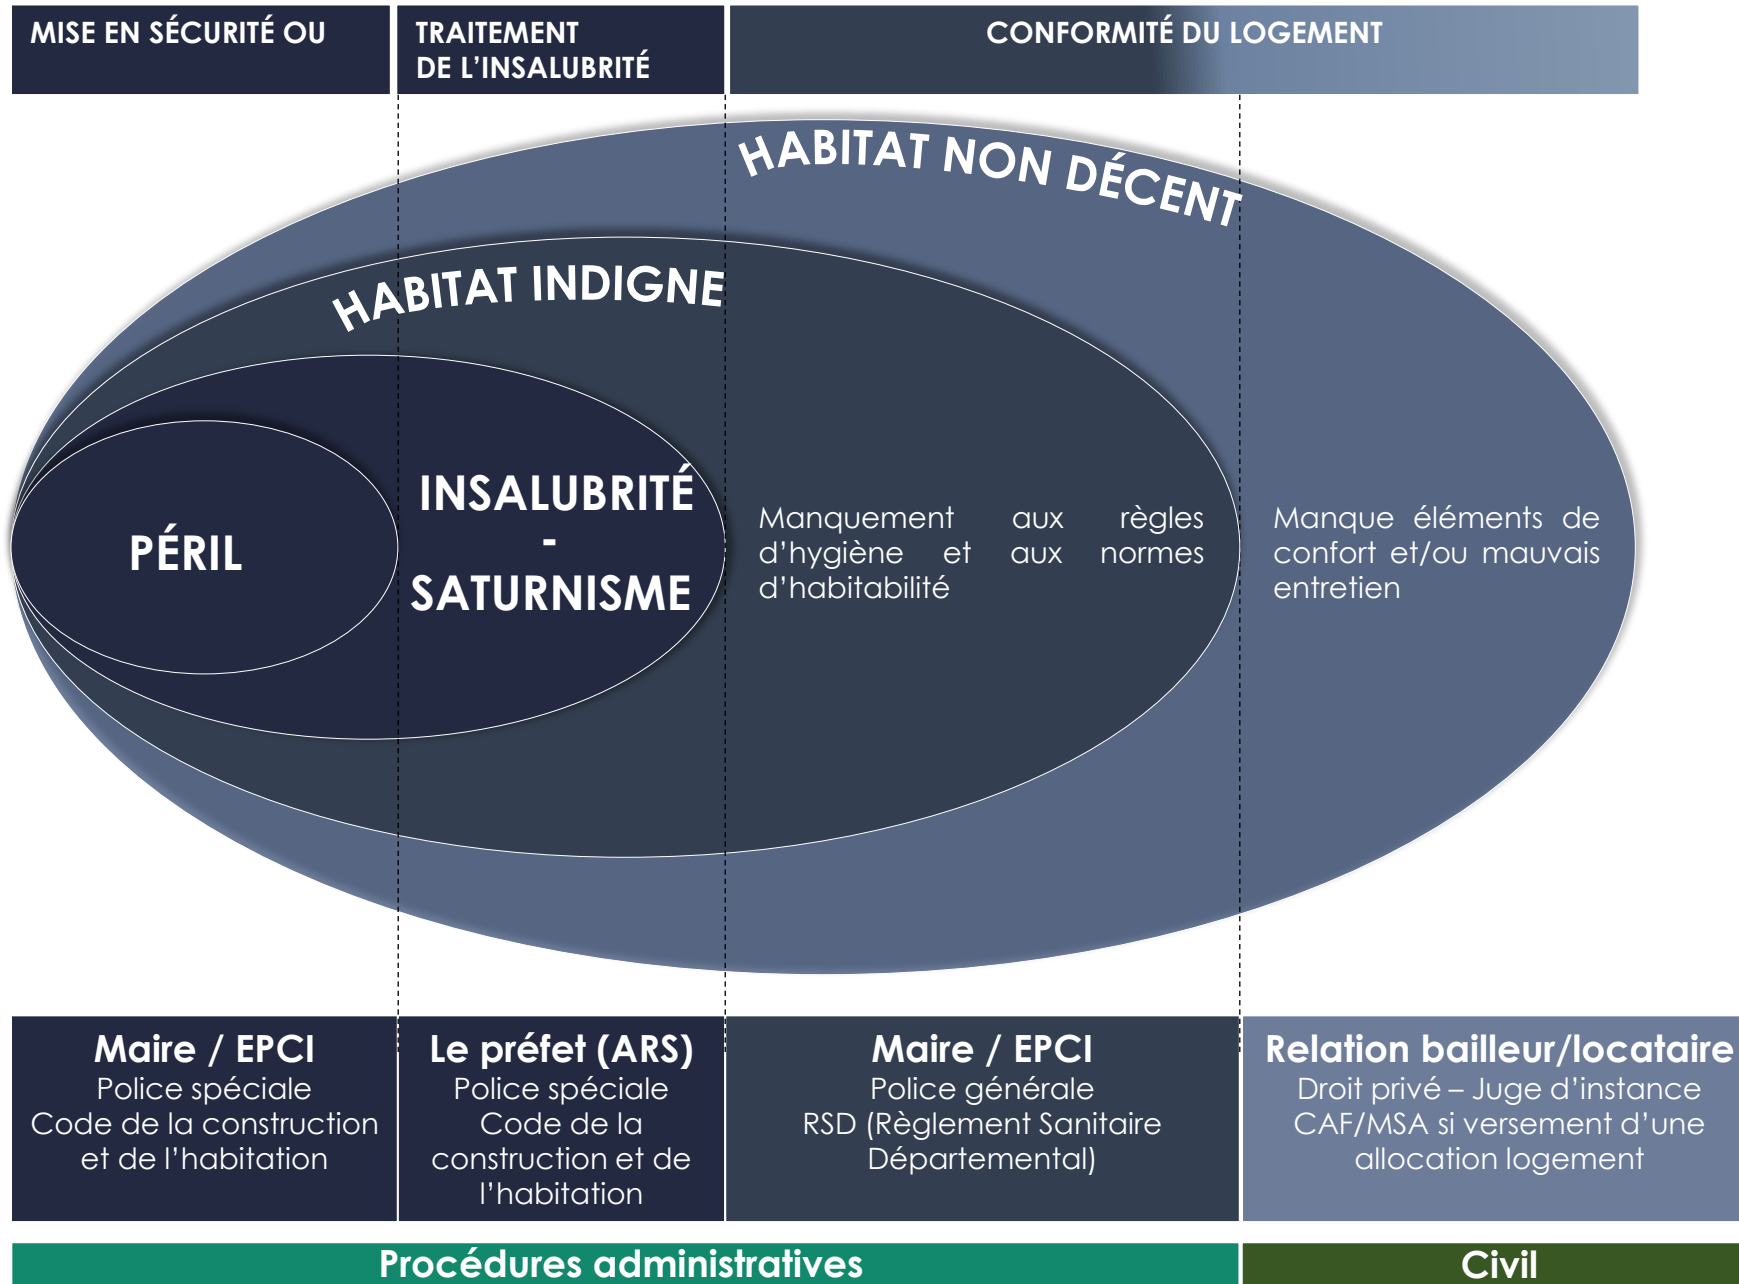 MISE EN SÉCURITÉ OU
TRAITEMENT
DE L'INSALUBRITÉ
CONFORMITÉ DU LOGEMENT
HABITAT NON DÉCENT
HABITAT INDIGNE
PÉRIL
INSALUBRITÉ
-
SATURNISME
Manquement aux règles
d'hygiène et aux normes
d'habitabilité
Manque éléments de
confort et/ou mauvais
entretien
Maire / EPCI
Police spéciale
Code de la construction
et de l'habitation
Le préfet (ARS)
Police spéciale
Code de la
construction et de
l'habitation
Maire / EPCI
Police générale
RSD (Règlement Sanitaire
Départemental)
Relation bailleur/locataire
Droit privé – Juge d'instance
CAF/MSA si versement d'une
allocation logement
Procédures administratives
Civil